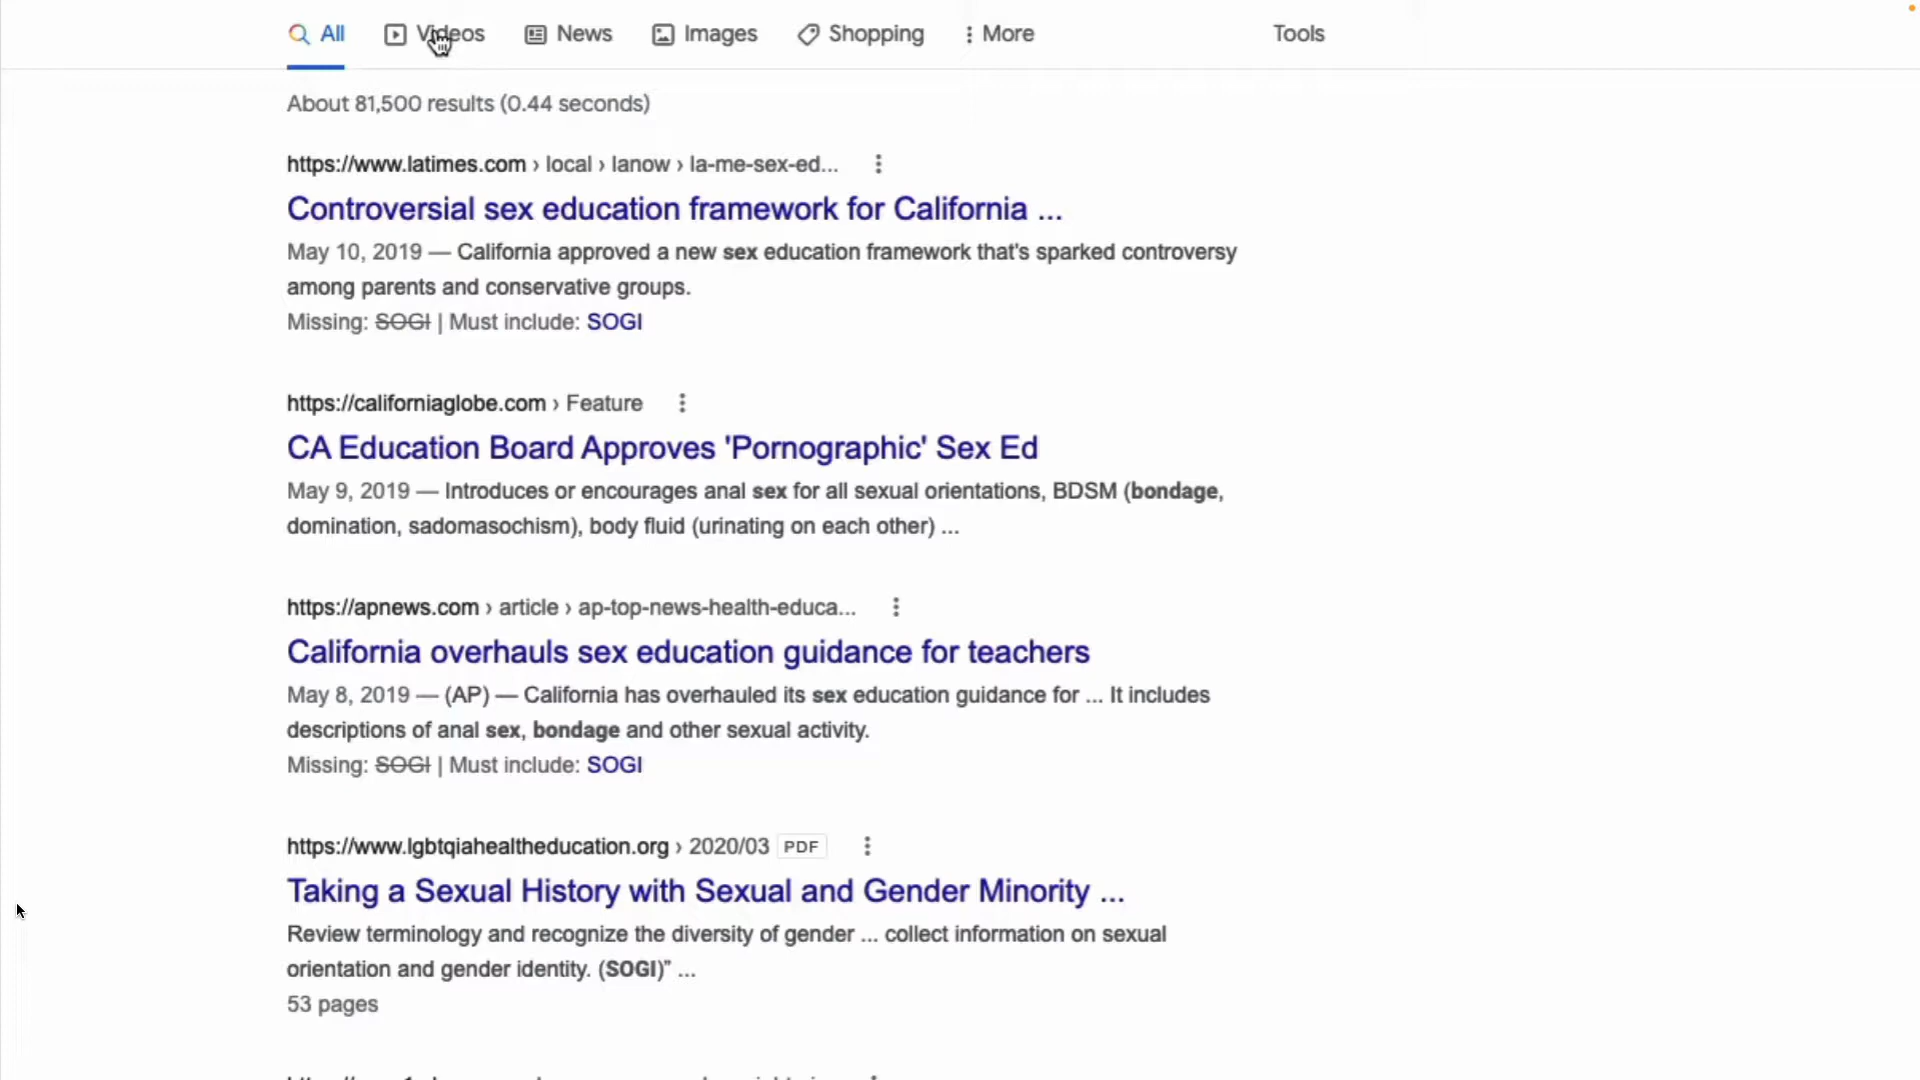 All Videos News Images Shopping More Tools
About 81,500 results (0.44 seconds)
https://www.latimes.com › local › lanow › la-me-sex-ed...
Controversial sex education framework for California ...
May 10, 2019 — California approved a new sex education framework that's sparked controversy
among parents and conservative groups.
Missing: SOGI | Must include: SOGI
https://californiaglobe.com › Feature
CA Education Board Approves 'Pornographic' Sex Ed
May 9, 2019 — Introduces or encourages anal sex for all sexual orientations, BDSM (bondage,
domination, sadomasochism), body fluid (urinating on each other) ...
https://apnews.com › article › ap-top-news-health-educa...
California overhauls sex education guidance for teachers
May 8, 2019 — (AP) — California has overhauled its sex education guidance for ... It includes
descriptions of anal sex, bondage and other sexual activity.
Missing: SOGI | Must include: SOGI
https://www.lgbtqiahealtheducation.org › 2020/03 PDF
Taking a Sexual History with Sexual and Gender Minority ...
Review terminology and recognize the diversity of gender ... collect information on sexual
orientation and gender identity. (SOGI)” ...
53 pages